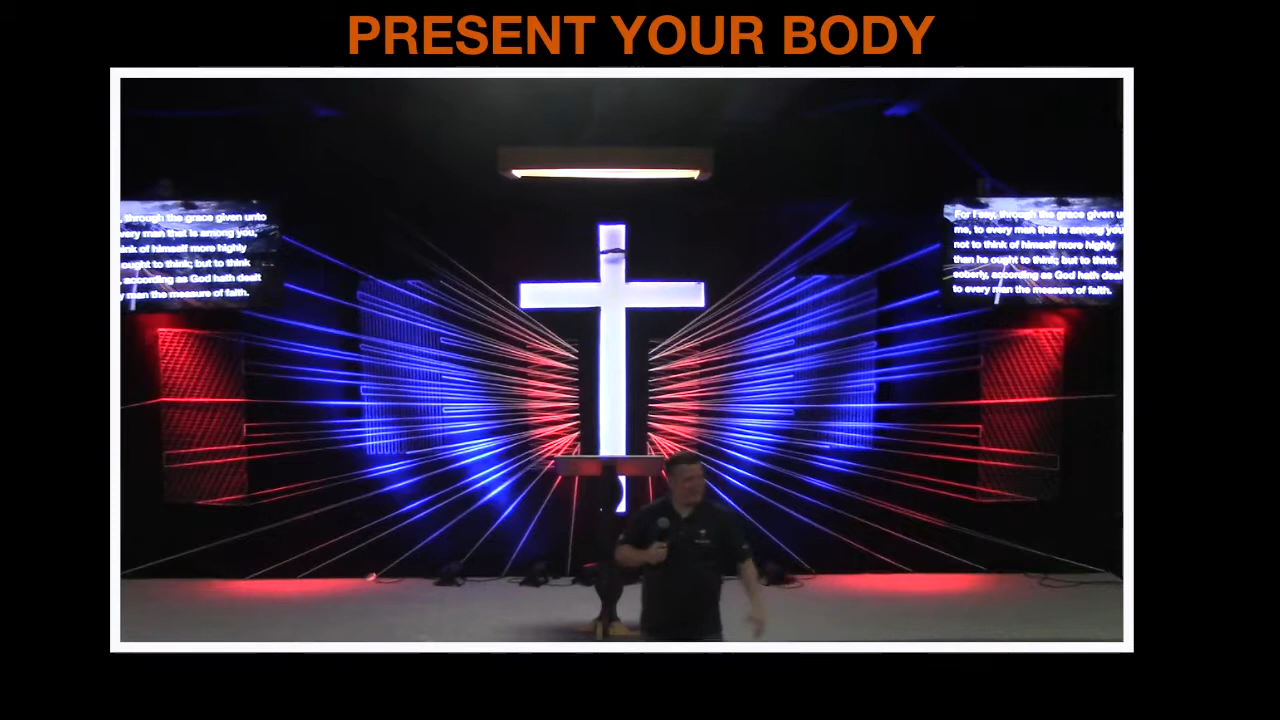 PRESENT YOUR BODY
, through the grace given unto
every man that is among you,
ink of himself more highly
ought to think; but to think
, according as God hath dealt
y man the measure of faith.
For I say, through the grace given u
me, to every man that is among you
not to think of himself more highly
than he ought to think; but to think
soberly, according as God hath dealt
to every man the measure of faith.